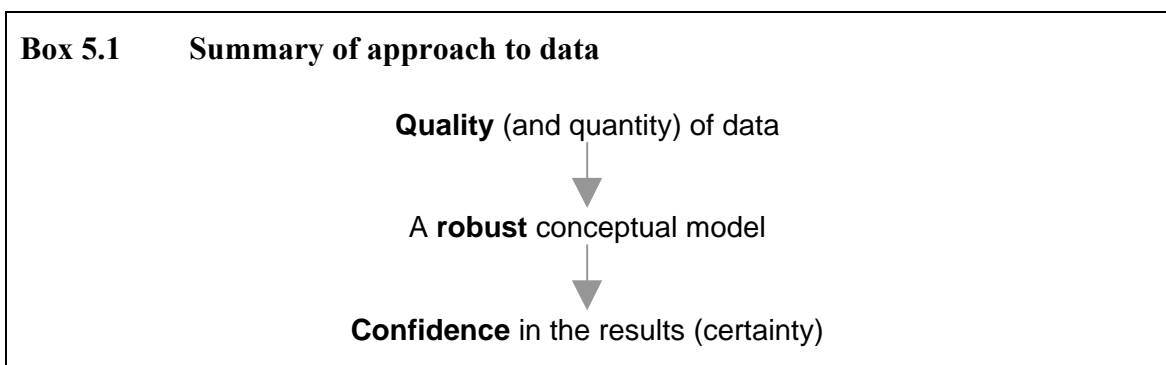 Box 5.1 Summary of approach to data
Quality (and quantity) of data
A robust conceptual model
Confidence in the results (certainty)